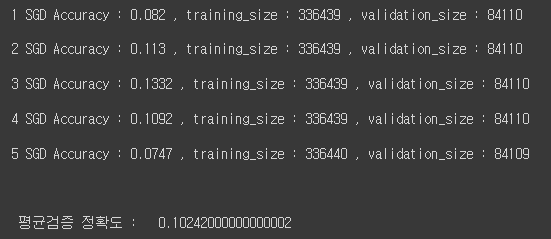 1 SGD Accuracy : 0.082 , training_size : 336439 , validation_size : 84110
2 SGD Accuracy : 0.113 , training_size : 336439 , validation_size : 84110
3 SGD Accuracy : 0.1332 , training_size : 336439 , validation_size : 84110
4 SGD Accuracy : 0.1092 , training_size : 336439 , validation_size : 84110
5 SGD Accuracy : 0.0747 , training_size : 336440 , validation_size : 84109
평균검증 정확도 : 0.10242000000000002